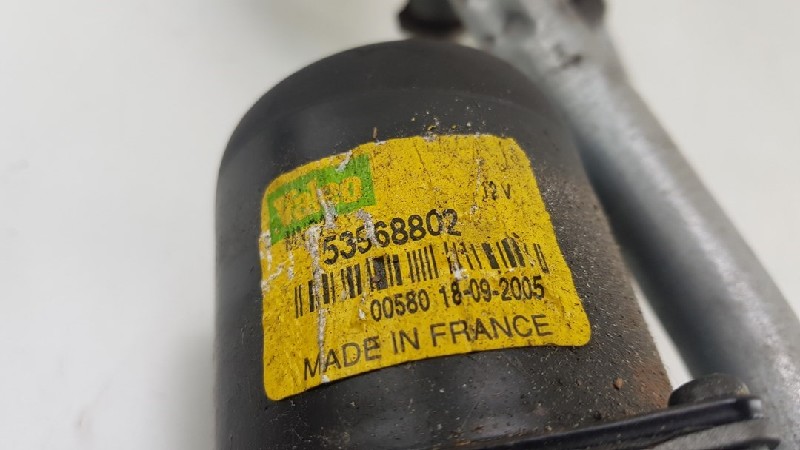 Valeo
12 V
53568802
00580 18-09-2005
MADE IN FRANCE